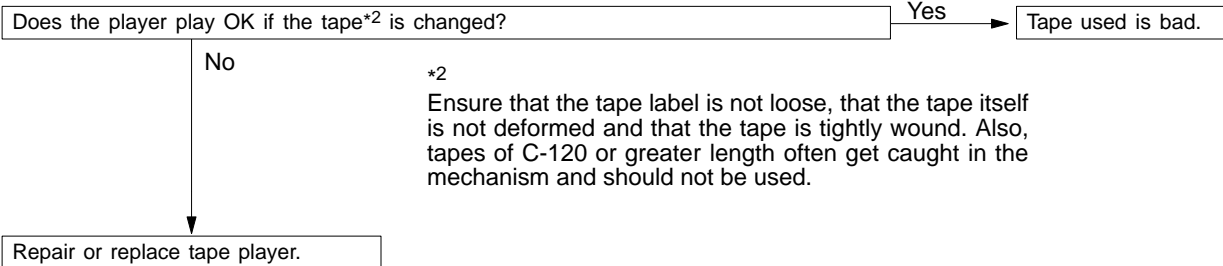 Does the player play OK if the tape*2 is changed?
Yes
Tape used is bad.
No
*2
Ensure that the tape label is not loose, that the tape itself
is not deformed and that the tape is tightly wound. Also,
tapes of C-120 or greater length often get caught in the
mechanism and should not be used.
Repair or replace tape player.